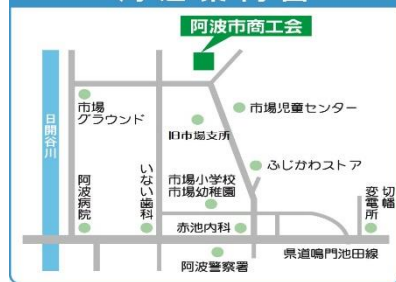 阿波市商工会
市場
グラウンド
市場児童センター
旧市場支所
日開谷川
ふじかわストア
いない歯科
市場小学校
市場幼稚園
阿波病院
切幡
変電所
赤池内科
県道鳴門池田線
阿波警察署